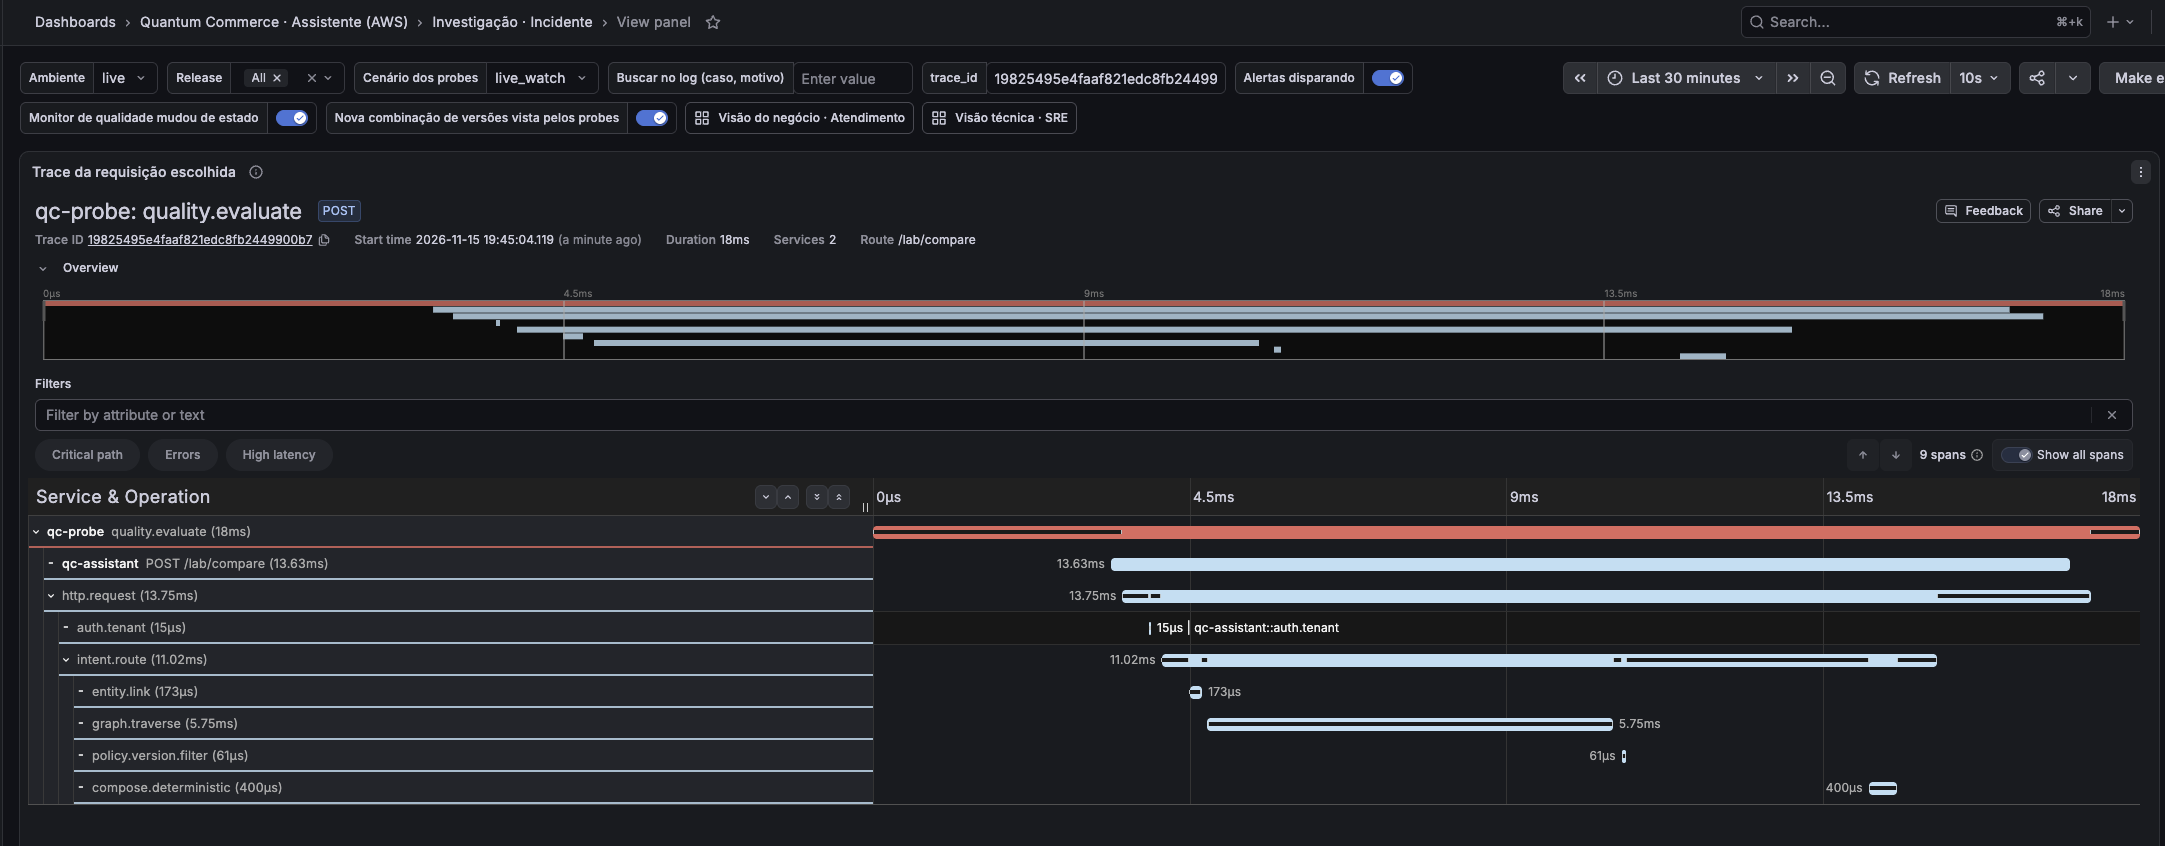 Dashboards › Quantum Commerce · Assistente (AWS) › Investigação · Incidente › View panel
Search... ⌘+k
Ambiente live Release All Cenário dos probes live_watch Buscar no log (caso, motivo) Enter value trace_id 19825495e4faaf821edc8fb24499 Alertas disparando
Last 30 minutes Refresh 10s Make e
Monitor de qualidade mudou de estado Nova combinação de versões vista pelos probes Visão do negócio · Atendimento Visão técnica · SRE
Trace da requisição escolhida
qc-probe: quality.evaluate POST
Feedback Share
Trace ID 19825495e4faaf821edc8fb2449900b7 Start time 2026-11-15 19:45:04.119 (a minute ago) Duration 18ms Services 2 Route /lab/compare
Overview
0µs 4.5ms 9ms 13.5ms 18ms
Filters
Filter by attribute or text
Critical path Errors High latency
9 spans Show all spans
Service & Operation 0µs 4.5ms 9ms 13.5ms 18ms
qc-probe quality.evaluate (18ms)
qc-assistant POST /lab/compare (13.63ms) 13.63ms
http.request (13.75ms) 13.75ms
auth.tenant (15µs) 15µs | qc-assistant::auth.tenant
intent.route (11.02ms) 11.02ms
entity.link (173µs) 173µs
graph.traverse (5.75ms) 5.75ms
policy.version.filter (61µs) 61µs
compose.deterministic (400µs) 400µs